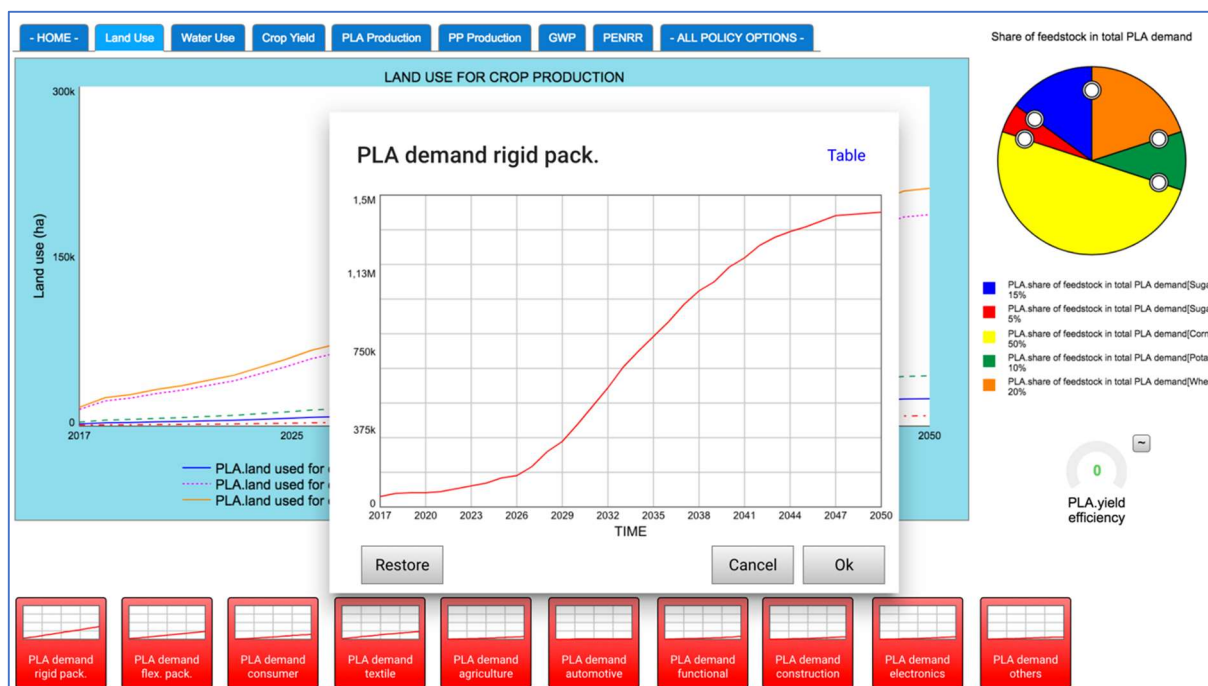 - HOME -
Land Use
Water Use
Crop Yield
PLA Production
PP Production
GWP
PENRR
- ALL POLICY OPTIONS -
LAND USE FOR CROP PRODUCTION
300k
150k
0
Land use (ha)
2017
2025
2050
PLA.land used for
PLA.land used for
PLA.land used for
PLA demand rigid pack.
Table
1,5M
1,13M
750k
375k
0
2017 2020 2023 2026 2029 2032 2035 2038 2041 2044 2047 2050
TIME
Restore
Cancel
Ok
Share of feedstock in total PLA demand
PLA.share of feedstock in total PLA demand[Suga
15%
PLA.share of feedstock in total PLA demand[Suga
5%
PLA.share of feedstock in total PLA demand[Corn
50%
PLA.share of feedstock in total PLA demand[Pota
10%
PLA.share of feedstock in total PLA demand[Whe
20%
~
0
PLA.yield
efficiency
PLA demand
rigid pack.
PLA demand
flex. pack.
PLA demand
consumer
PLA demand
textile
PLA demand
agriculture
PLA demand
automotive
PLA demand
functional
PLA demand
construction
PLA demand
electronics
PLA demand
others